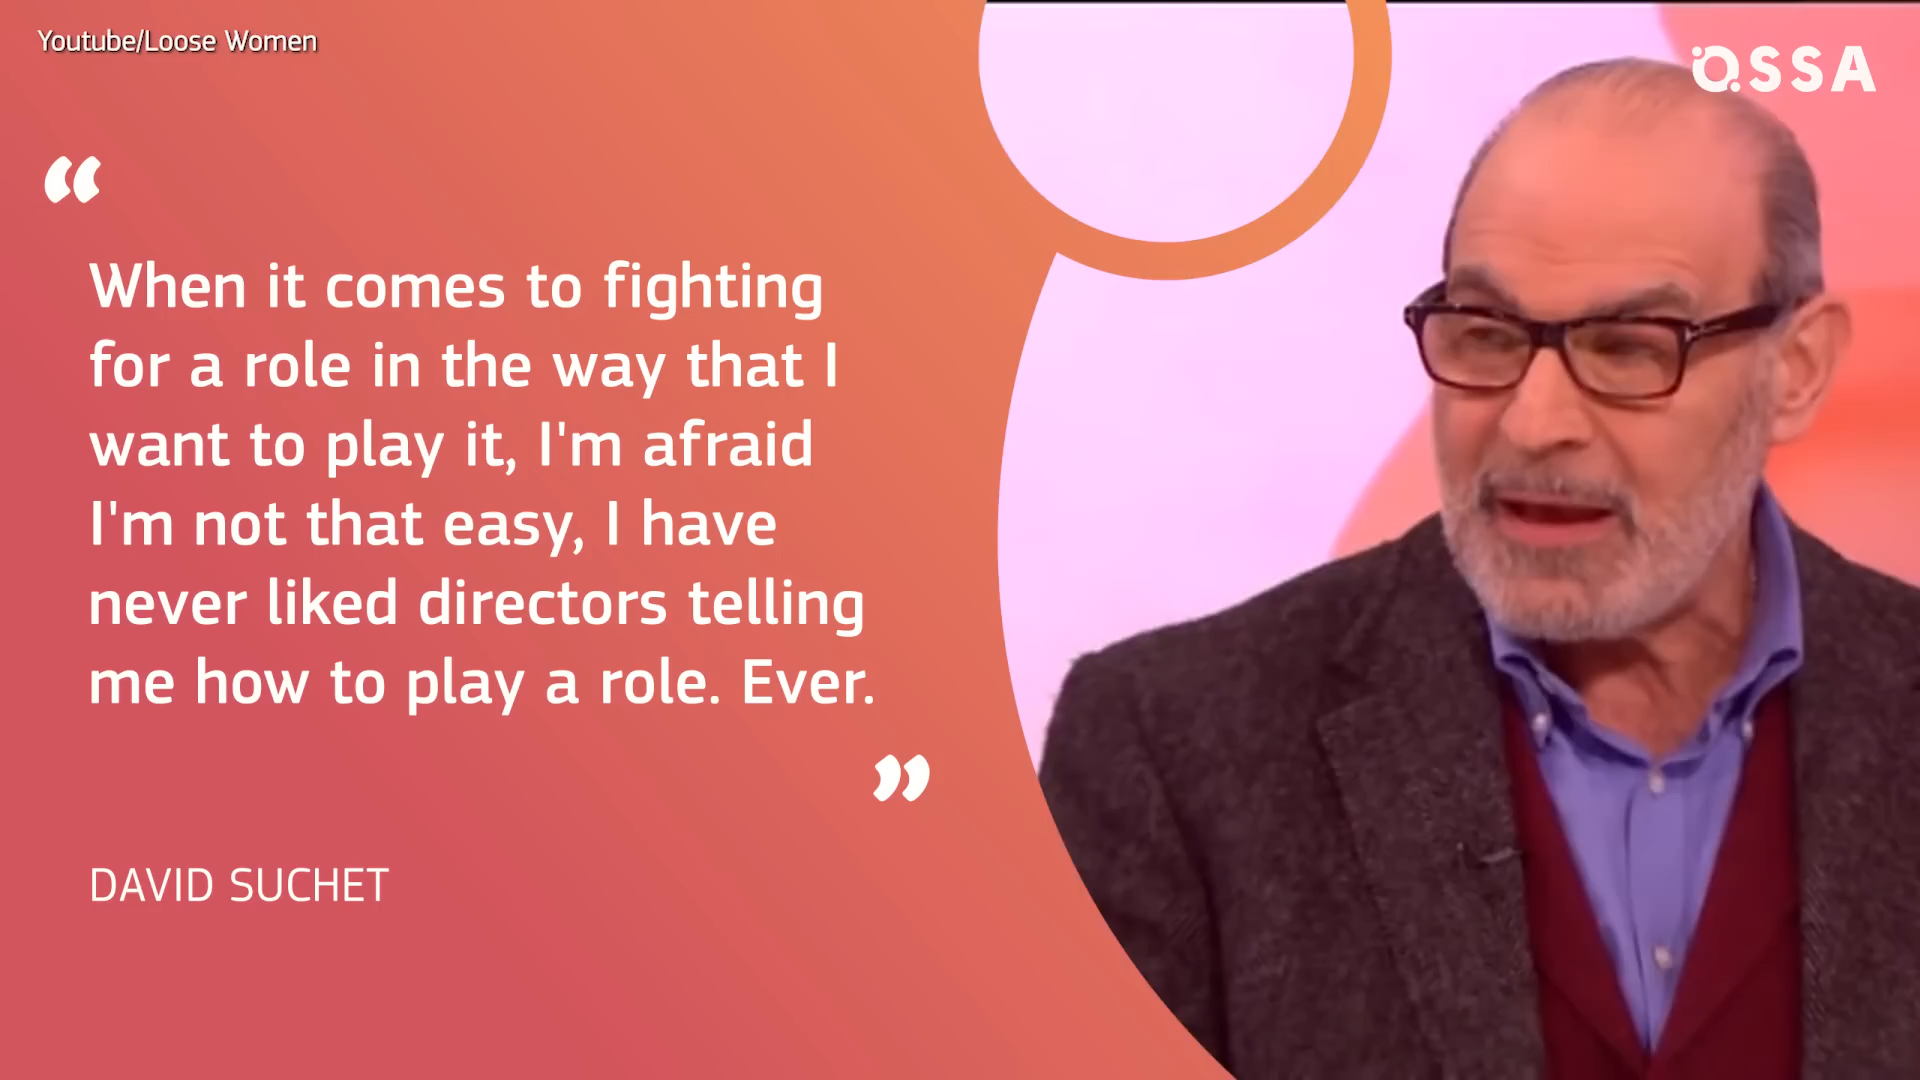 Youtube/Loose Women
OSSA
“
When it comes to fighting
for a role in the way that I
want to play it, I'm afraid
I'm not that easy, I have
never liked directors telling
me how to play a role. Ever.
”
DAVID SUCHET